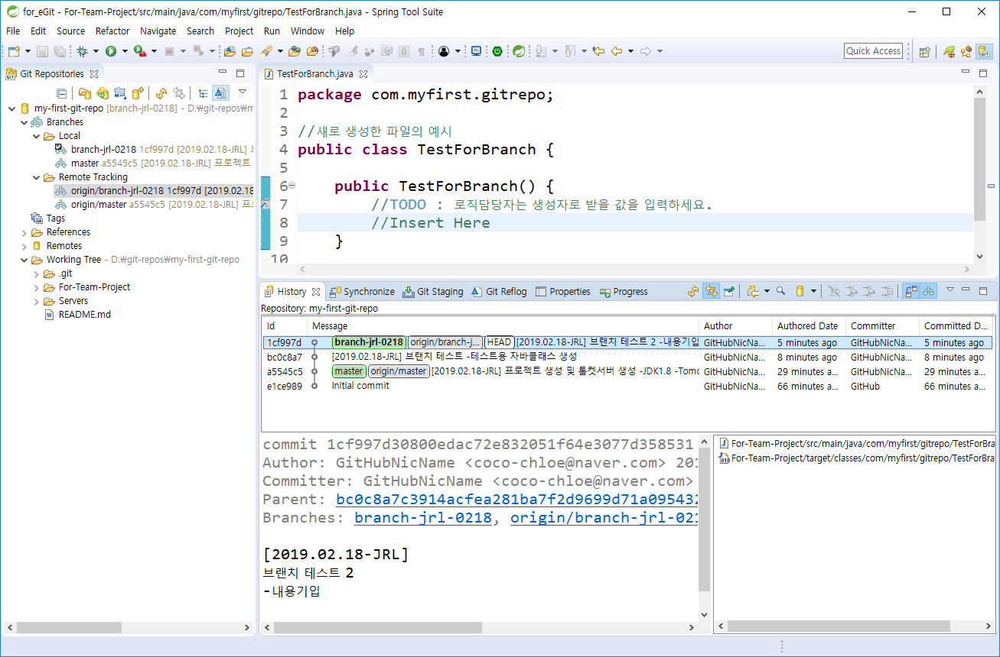 for_eGit - For-Team-Project/src/main/java/com/myfirst/gitrepo/TestForBranch.java - Spring Tool Suite
File Edit Source Refactor Navigate Search Project Run Window Help
Quick Access
Git Repositories
my-first-git-repo [branch-jrl-0218] - D:₩git-repos₩m
Branches
Local
branch-jrl-0218 1cf997d [2019.02.18-JRL]
master a5545c5 [2019.02.18-JRL] 프로젝트
Remote Tracking
origin/branch-jrl-0218 1cf997d [2019.02.18
origin/master a5545c5 [2019.02.18-JRL]
Tags
References
Remotes
Working Tree - D:₩git-repos₩my-first-git-repo
.git
For-Team-Project
Servers
README.md
TestForBranch.java
1 package com.myfirst.gitrepo;
2
3 //새로 생성한 파일의 예시
4 public class TestForBranch {
5
6 public TestForBranch() {
7 //TODO : 로직담당자는 생성자로 받을 값을 입력하세요.
8 //Insert Here
9 }
10
History Synchronize Git Staging Git Reflog Properties Progress
Repository: my-first-git-repo
Id Message Author Authored Date Committer Committed D...
1cf997d branch-jrl-0218 origin/branch-j... HEAD [2019.02.18-JRL] 브랜치 테스트 2 -내용기입 GitHubNicNa... 5 minutes ago GitHubNicNa... 5 minutes ago
bc0c8a7 [2019.02.18-JRL] 브랜치 테스트 -테스트용 자바클래스 생성 GitHubNicNa... 8 minutes ago GitHubNicNa... 8 minutes ago
a5545c5 master origin/master [2019.02.18-JRL] 프로젝트 생성 및 톰켓서버 생성 -JDK1.8 -Tomc GitHubNicNa... 29 minutes a... GitHubNicNa... 29 minutes a...
e1ce989 Initial commit GitHubNicNa... 66 minutes a... GitHub 66 minutes a...
commit 1cf997d30800edac72e832051f64e3077d358531
Author: GitHubNicName <coco-chloe@naver.com> 201
Committer: GitHubNicName <coco-chloe@naver.com>
Parent: bc0c8a7c3914acfea281ba7f2d9699d71a095432
Branches: branch-jrl-0218, origin/branch-jrl-021
[2019.02.18-JRL]
브랜치 테스트 2
-내용기입
For-Team-Project/src/main/java/com/myfirst/gitrepo/TestForBra
For-Team-Project/target/classes/com/myfirst/gitrepo/TestForBra